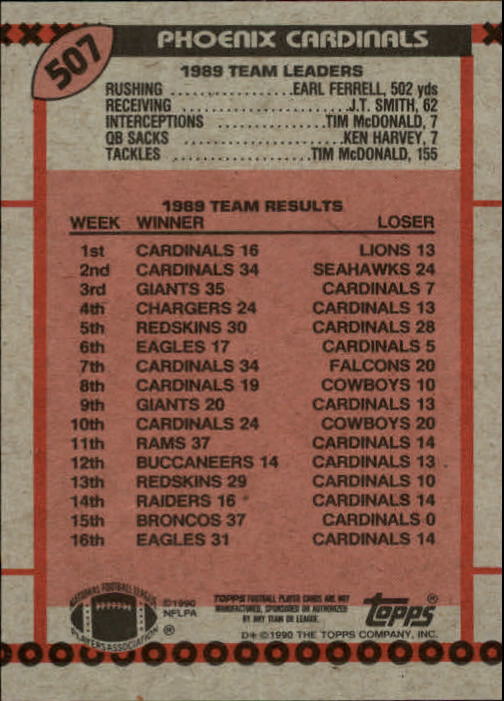 507
PHOENIX CARDINALS
1989 TEAM LEADERS
RUSHING ..................EARL FERRELL, 502 yds
RECEIVING ........................J.T. SMITH, 62
INTERCEPTIONS ................TIM McDONALD, 7
QB SACKS .......................KEN HARVEY, 7
TACKLES ....................TIM McDONALD, 155
1989 TEAM RESULTS
WEEK WINNER LOSER
1st CARDINALS 16 LIONS 13
2nd CARDINALS 34 SEAHAWKS 24
3rd GIANTS 35 CARDINALS 7
4th CHARGERS 24 CARDINALS 13
5th REDSKINS 30 CARDINALS 28
6th EAGLES 17 CARDINALS 5
7th CARDINALS 34 FALCONS 20
8th CARDINALS 19 COWBOYS 10
9th GIANTS 20 CARDINALS 13
10th CARDINALS 24 COWBOYS 20
11th RAMS 37 CARDINALS 14
12th BUCCANEERS 14 CARDINALS 13
13th REDSKINS 29 CARDINALS 10
14th RAIDERS 16 CARDINALS 14
15th BRONCOS 37 CARDINALS 0
16th EAGLES 31 CARDINALS 14
NATIONAL FOOTBALL LEAGUE
PLAYERS ASSOCIATION ®
©1990
NFLPA
TOPPS FOOTBALL PLAYER CARDS ARE NOT
MANUFACTURED, SPONSORED OR AUTHORIZED
BY ANY TEAM OR LEAGUE.
TOPPS ®
D* ©1990 THE TOPPS COMPANY, INC.